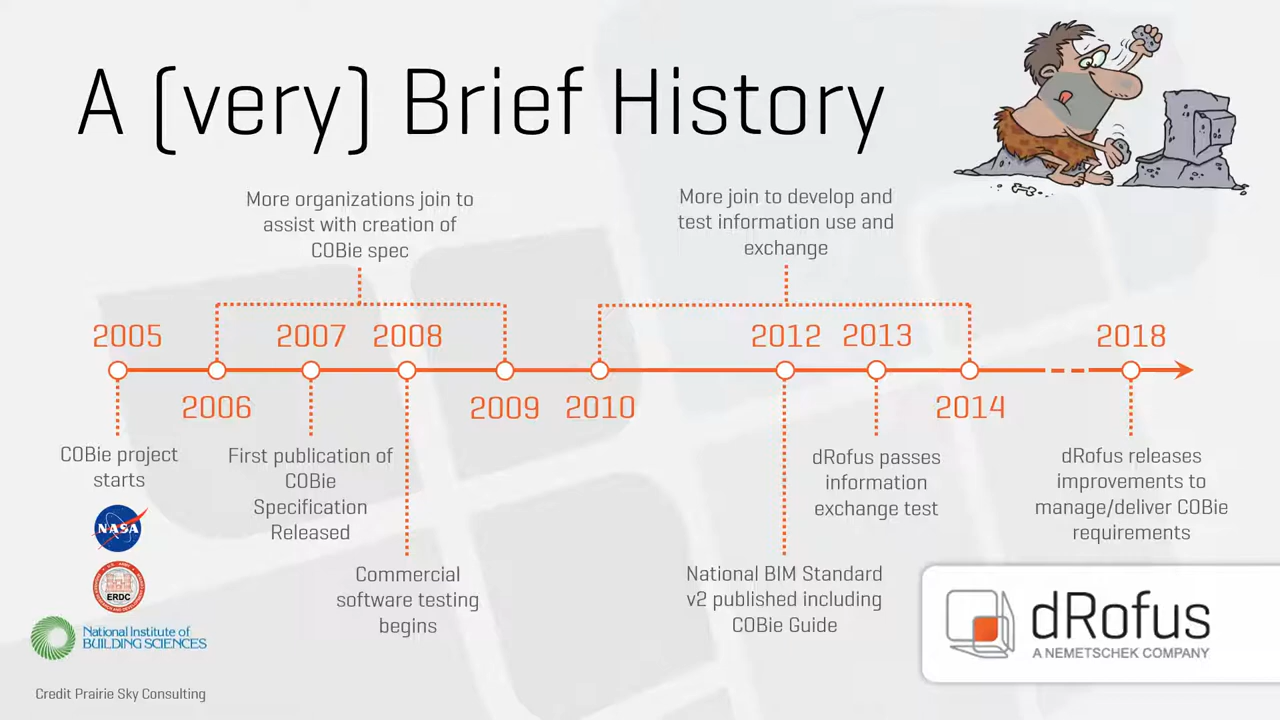 A (very) Brief History
More organizations join to
assist with creation of
COBie spec
More join to develop and
test information use and
exchange
2005
2007
2008
2012
2013
2018
2006
2009
2010
2014
COBie project
starts
First publication of
COBie
Specification
Released
Commercial
software testing
begins
National BIM Standard
v2 published including
COBie Guide
dRofus passes
information
exchange test
dRofus releases
improvements to
manage/deliver COBie
requirements
NASA
ERDC
National Institute of
BUILDING SCIENCES
Credit Prairie Sky Consulting
dRofus
A NEMETSCHEK COMPANY